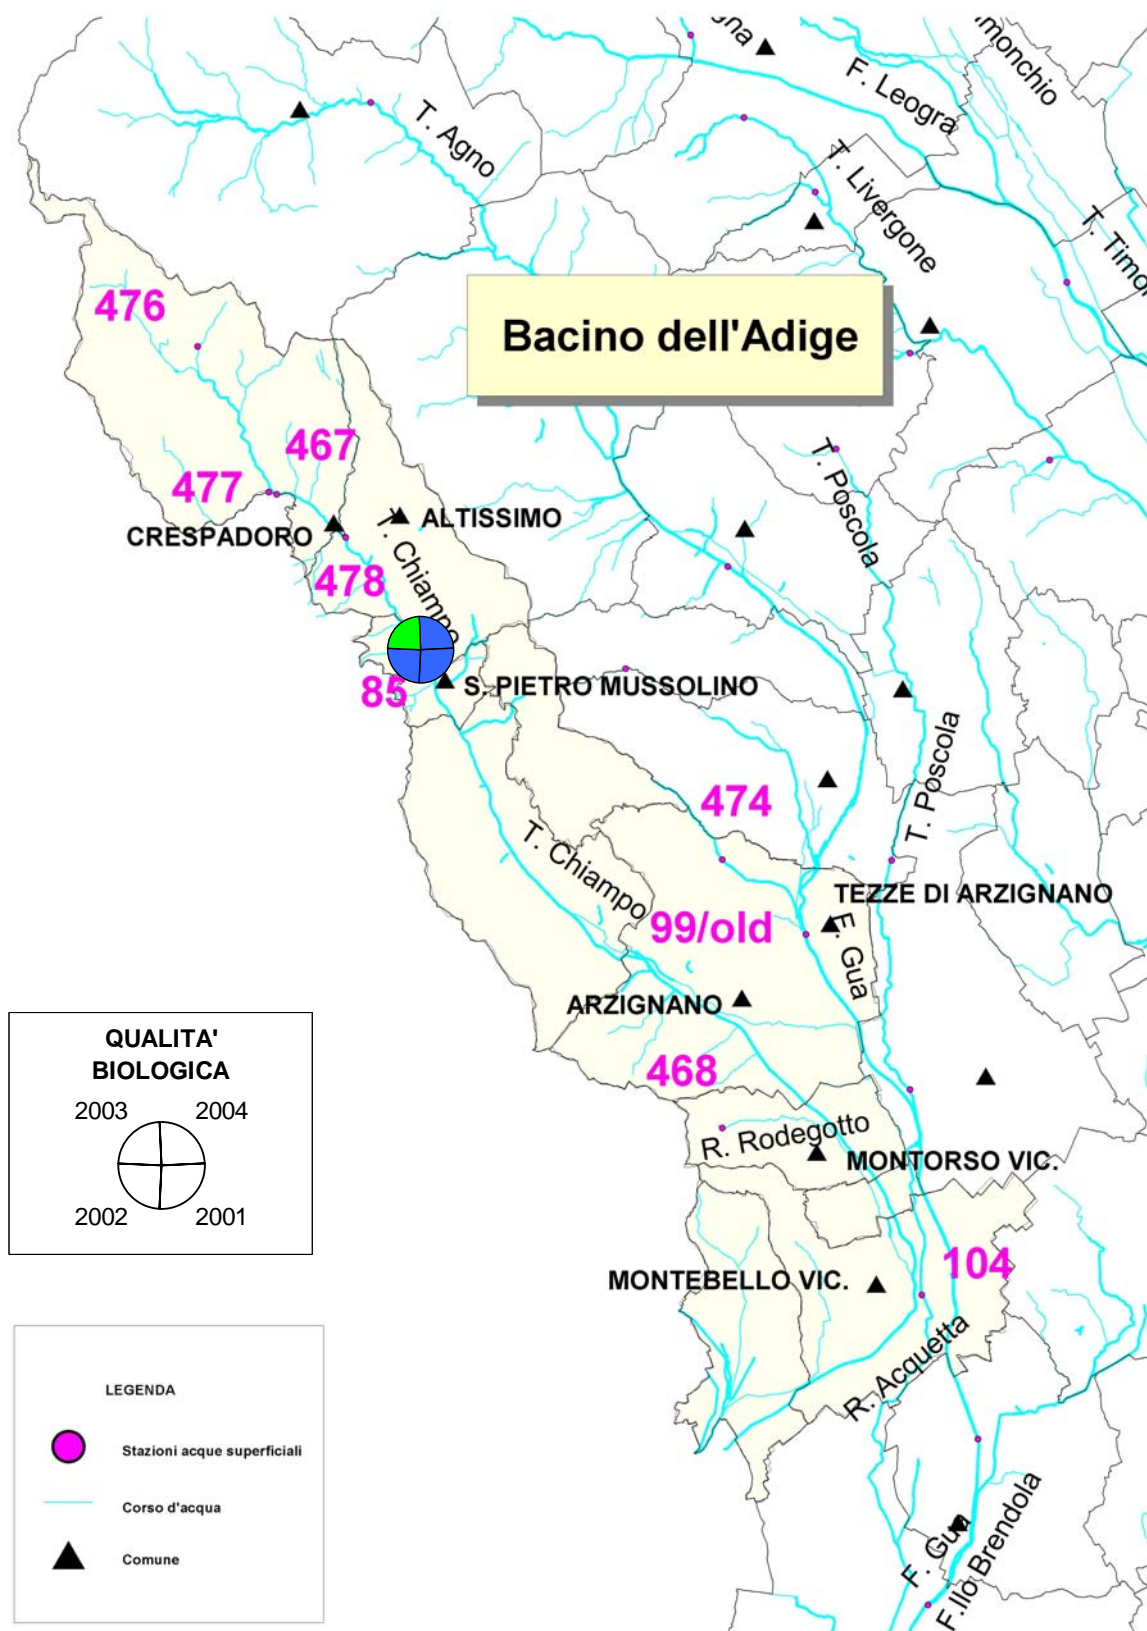 gna
F. Leogra
monchio
T. Agno
T. Livergone
T. Timo
476
Bacino dell'Adige
467
477
T. Poscola
CRESPADORO
ALTISSIMO
T. Chiampo
478
85
S. PIETRO MUSSOLINO
T. Poscola
474
T. Chiampo
TEZZE DI ARZIGNANO
99/old
F. Gua
ARZIGNANO
468
QUALITA'
BIOLOGICA
2003 2004
2002 2001
R. Rodegotto
MONTORSO VIC.
104
MONTEBELLO VIC.
R. Acquetta
LEGENDA
Stazioni acque superficiali
Corso d'acqua
Comune
F. Gua
F.llo Brendola